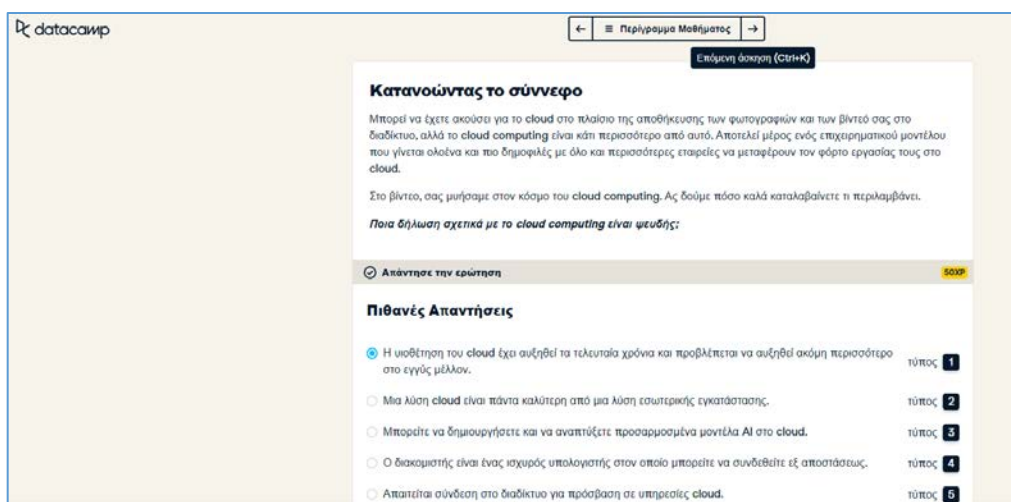 datacamp
← ≡ Περίγραμμα Μαθήματος →
Επόμενη άσκηση (Ctrl+K)
Κατανοώντας το σύννεφο
Μπορεί να έχετε ακούσει για το cloud στο πλαίσιο της αποθήκευσης των φωτογραφιών και των βίντεό σας στο
διαδίκτυο, αλλά το cloud computing είναι κάτι περισσότερο από αυτό. Αποτελεί μέρος ενός επιχειρηματικού μοντέλου
που γίνεται ολοένα και πιο δημοφιλές με όλο και περισσότερες εταιρείες να μεταφέρουν τον φόρτο εργασίας τους στο
cloud.
Στο βίντεο, σας μυήσαμε στον κόσμο του cloud computing. Ας δούμε πόσο καλά καταλαβαίνετε τι περιλαμβάνει.
Ποια δήλωση σχετικά με το cloud computing είναι ψευδής;
Απάντησε την ερώτηση 50XP
Πιθανές Απαντήσεις
Η υιοθέτηση του cloud έχει αυξηθεί τα τελευταία χρόνια και προβλέπεται να αυξηθεί ακόμη περισσότερο τύπος 1
στο εγγύς μέλλον.
Μια λύση cloud είναι πάντα καλύτερη από μια λύση εσωτερικής εγκατάστασης. τύπος 2
Μπορείτε να δημιουργήσετε και να αναπτύξετε προσαρμοσμένα μοντέλα AI στο cloud. τύπος 3
Ο διακομιστής είναι ένας ισχυρός υπολογιστής στον οποίο μπορείτε να συνδεθείτε εξ αποστάσεως. τύπος 4
Απαιτείται σύνδεση στο διαδίκτυο για πρόσβαση σε υπηρεσίες cloud. τύπος 5